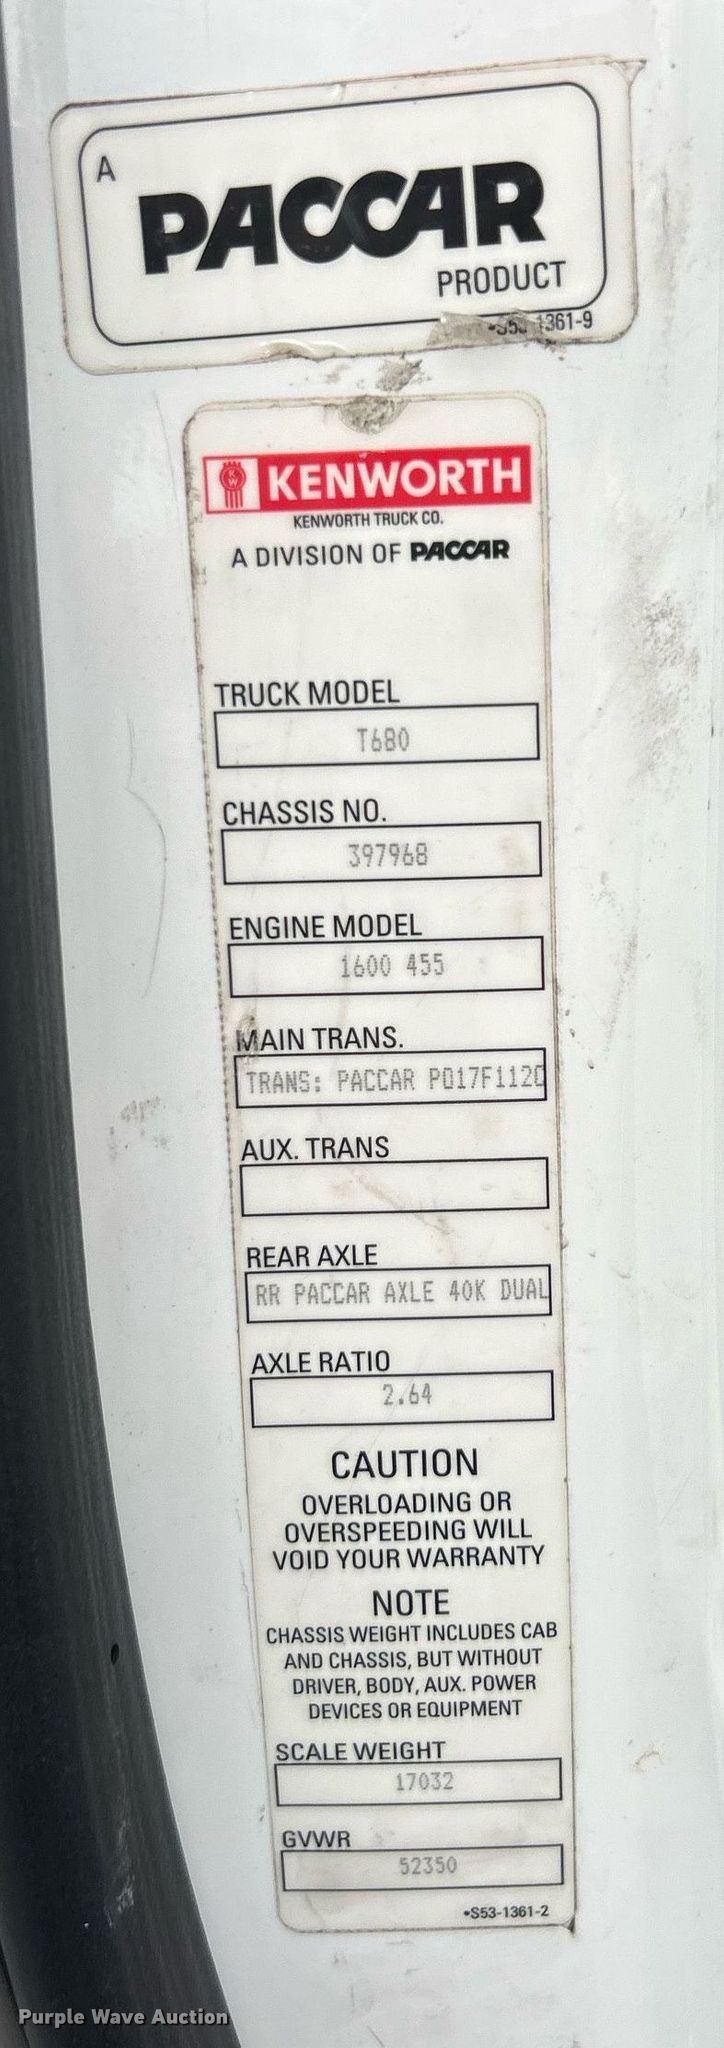 A
PACCAR
PRODUCT
1361-9
KW
KENWORTH
KENWORTH TRUCK CO.
A DIVISION OF PACCAR
TRUCK MODEL
T680
CHASSIS NO.
397968
ENGINE MODEL
1600 455
MAIN TRANS.
TRANS: PACCAR PO17F112C
AUX. TRANS
REAR AXLE
RR PACCAR AXLE 40K DUAL
AXLE RATIO
2.64
CAUTION
OVERLOADING OR
OVERSPEEDING WILL
VOID YOUR WARRANTY
NOTE
CHASSIS WEIGHT INCLUDES CAB
AND CHASSIS, BUT WITHOUT
DRIVER, BODY, AUX. POWER
DEVICES OR EQUIPMENT
SCALE WEIGHT
17032
GVWR
52350
•S53-1361-2
Purple Wave Auction